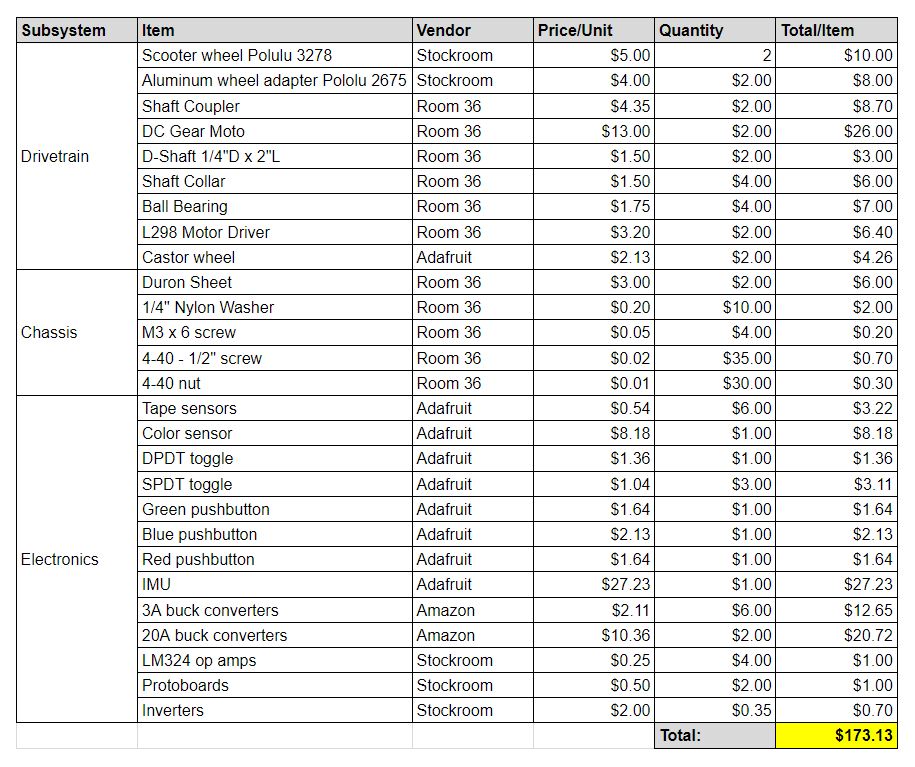 Subsystem Item Vendor Price/Unit Quantity Total/Item
Scooter wheel Polulu 3278 Stockroom $5.00 2 $10.00
Aluminum wheel adapter Pololu 2675 Stockroom $4.00 $2.00 $8.00
Shaft Coupler Room 36 $4.35 $2.00 $8.70
DC Gear Moto Room 36 $13.00 $2.00 $26.00
Drivetrain D-Shaft 1/4"D x 2"L Room 36 $1.50 $2.00 $3.00
Shaft Collar Room 36 $1.50 $4.00 $6.00
Ball Bearing Room 36 $1.75 $4.00 $7.00
L298 Motor Driver Room 36 $3.20 $2.00 $6.40
Castor wheel Adafruit $2.13 $2.00 $4.26
Duron Sheet Room 36 $3.00 $2.00 $6.00
1/4" Nylon Washer Room 36 $0.20 $10.00 $2.00
Chassis M3 x 6 screw Room 36 $0.05 $4.00 $0.20
4-40 - 1/2" screw Room 36 $0.02 $35.00 $0.70
4-40 nut Room 36 $0.01 $30.00 $0.30
Tape sensors Adafruit $0.54 $6.00 $3.22
Color sensor Adafruit $8.18 $1.00 $8.18
DPDT toggle Adafruit $1.36 $1.00 $1.36
SPDT toggle Adafruit $1.04 $3.00 $3.11
Green pushbutton Adafruit $1.64 $1.00 $1.64
Blue pushbutton Adafruit $2.13 $1.00 $2.13
Electronics Red pushbutton Adafruit $1.64 $1.00 $1.64
IMU Adafruit $27.23 $1.00 $27.23
3A buck converters Amazon $2.11 $6.00 $12.65
20A buck converters Amazon $10.36 $2.00 $20.72
LM324 op amps Stockroom $0.25 $4.00 $1.00
Protoboards Stockroom $0.50 $2.00 $1.00
Inverters Stockroom $2.00 $0.35 $0.70
Total: $173.13